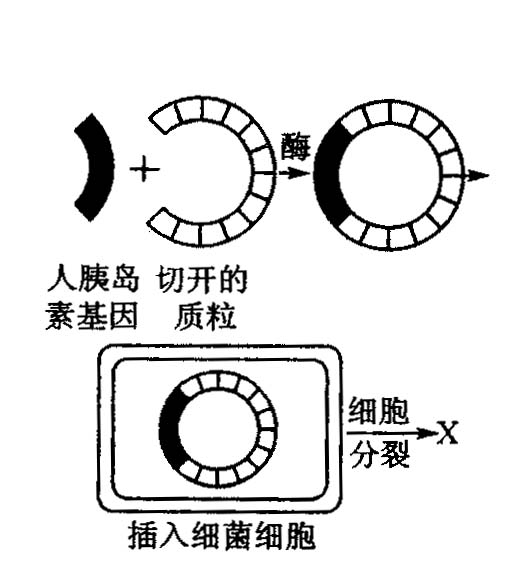 酶
人胰岛 切开的
素基因 质粒
细胞
分裂
X
插入细菌细胞